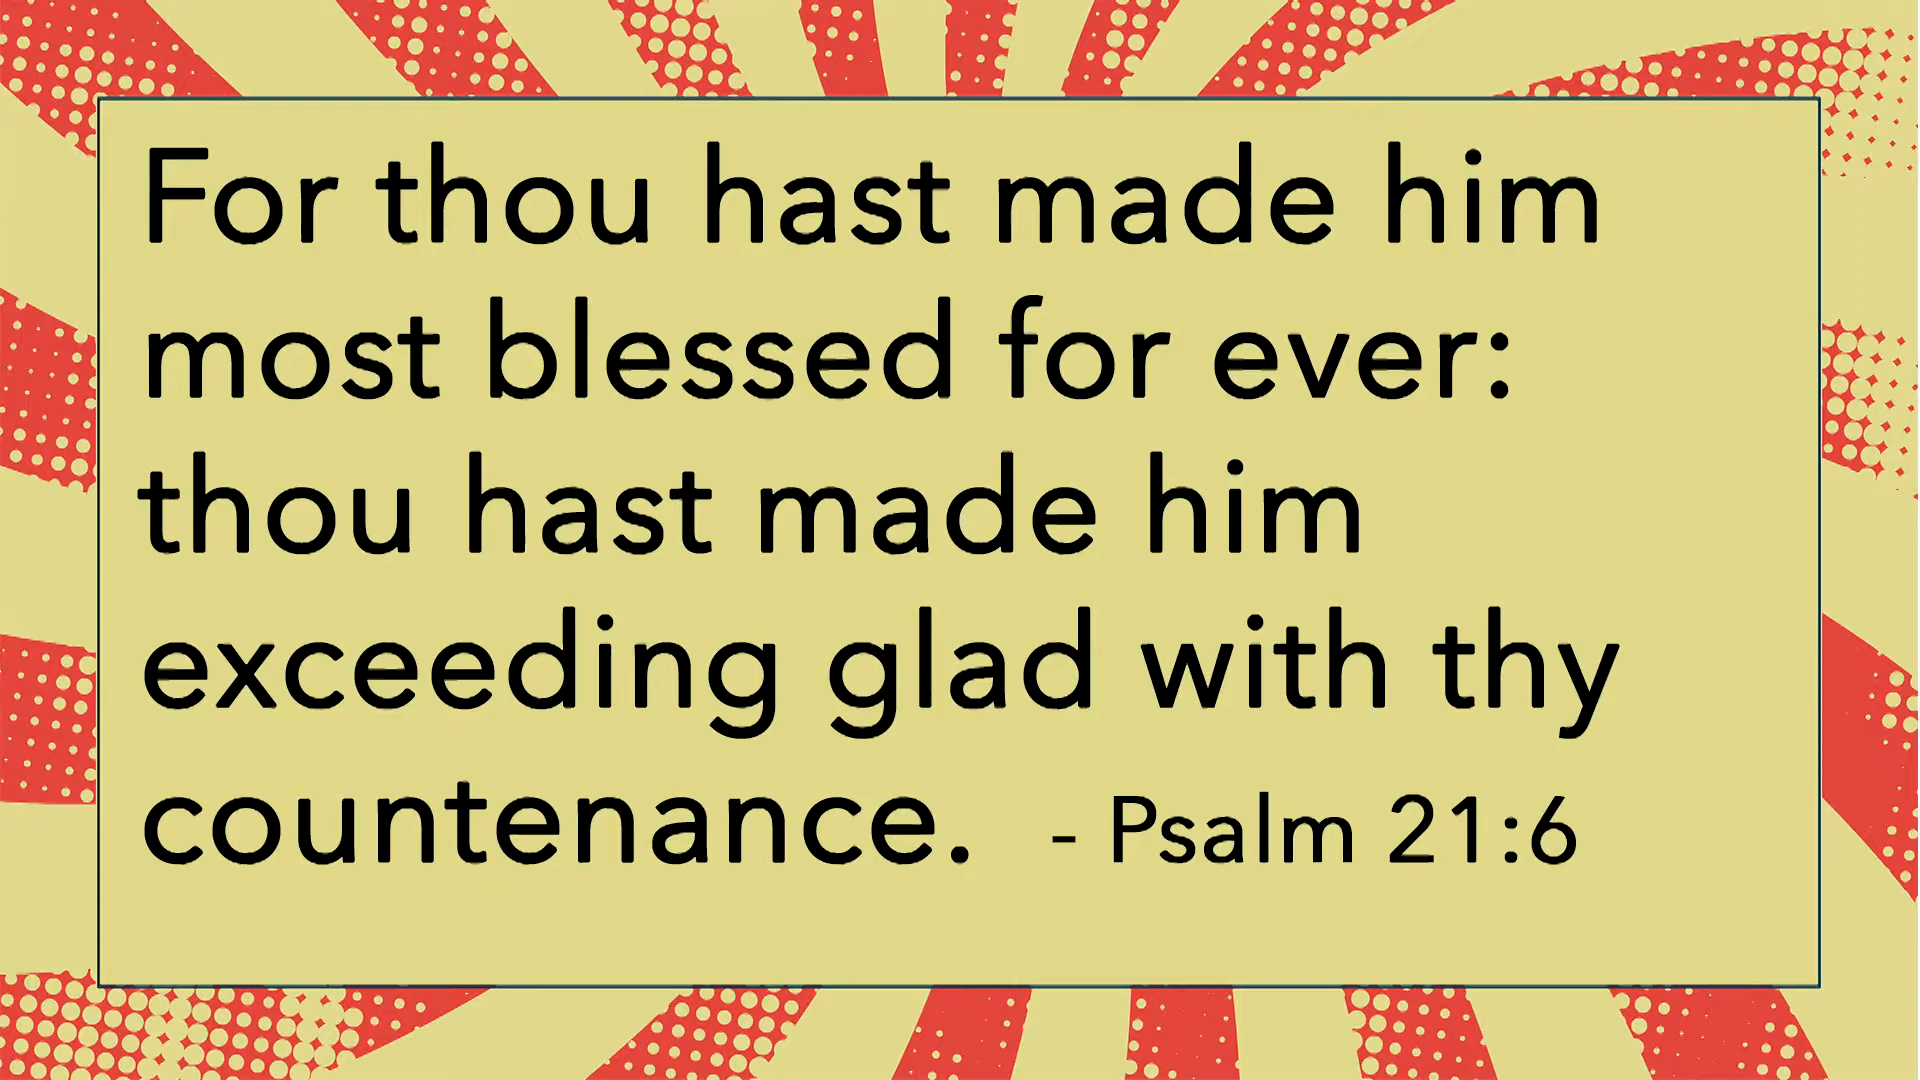 For thou hast made him
most blessed for ever:
thou hast made him
exceeding glad with thy
countenance. - Psalm 21:6